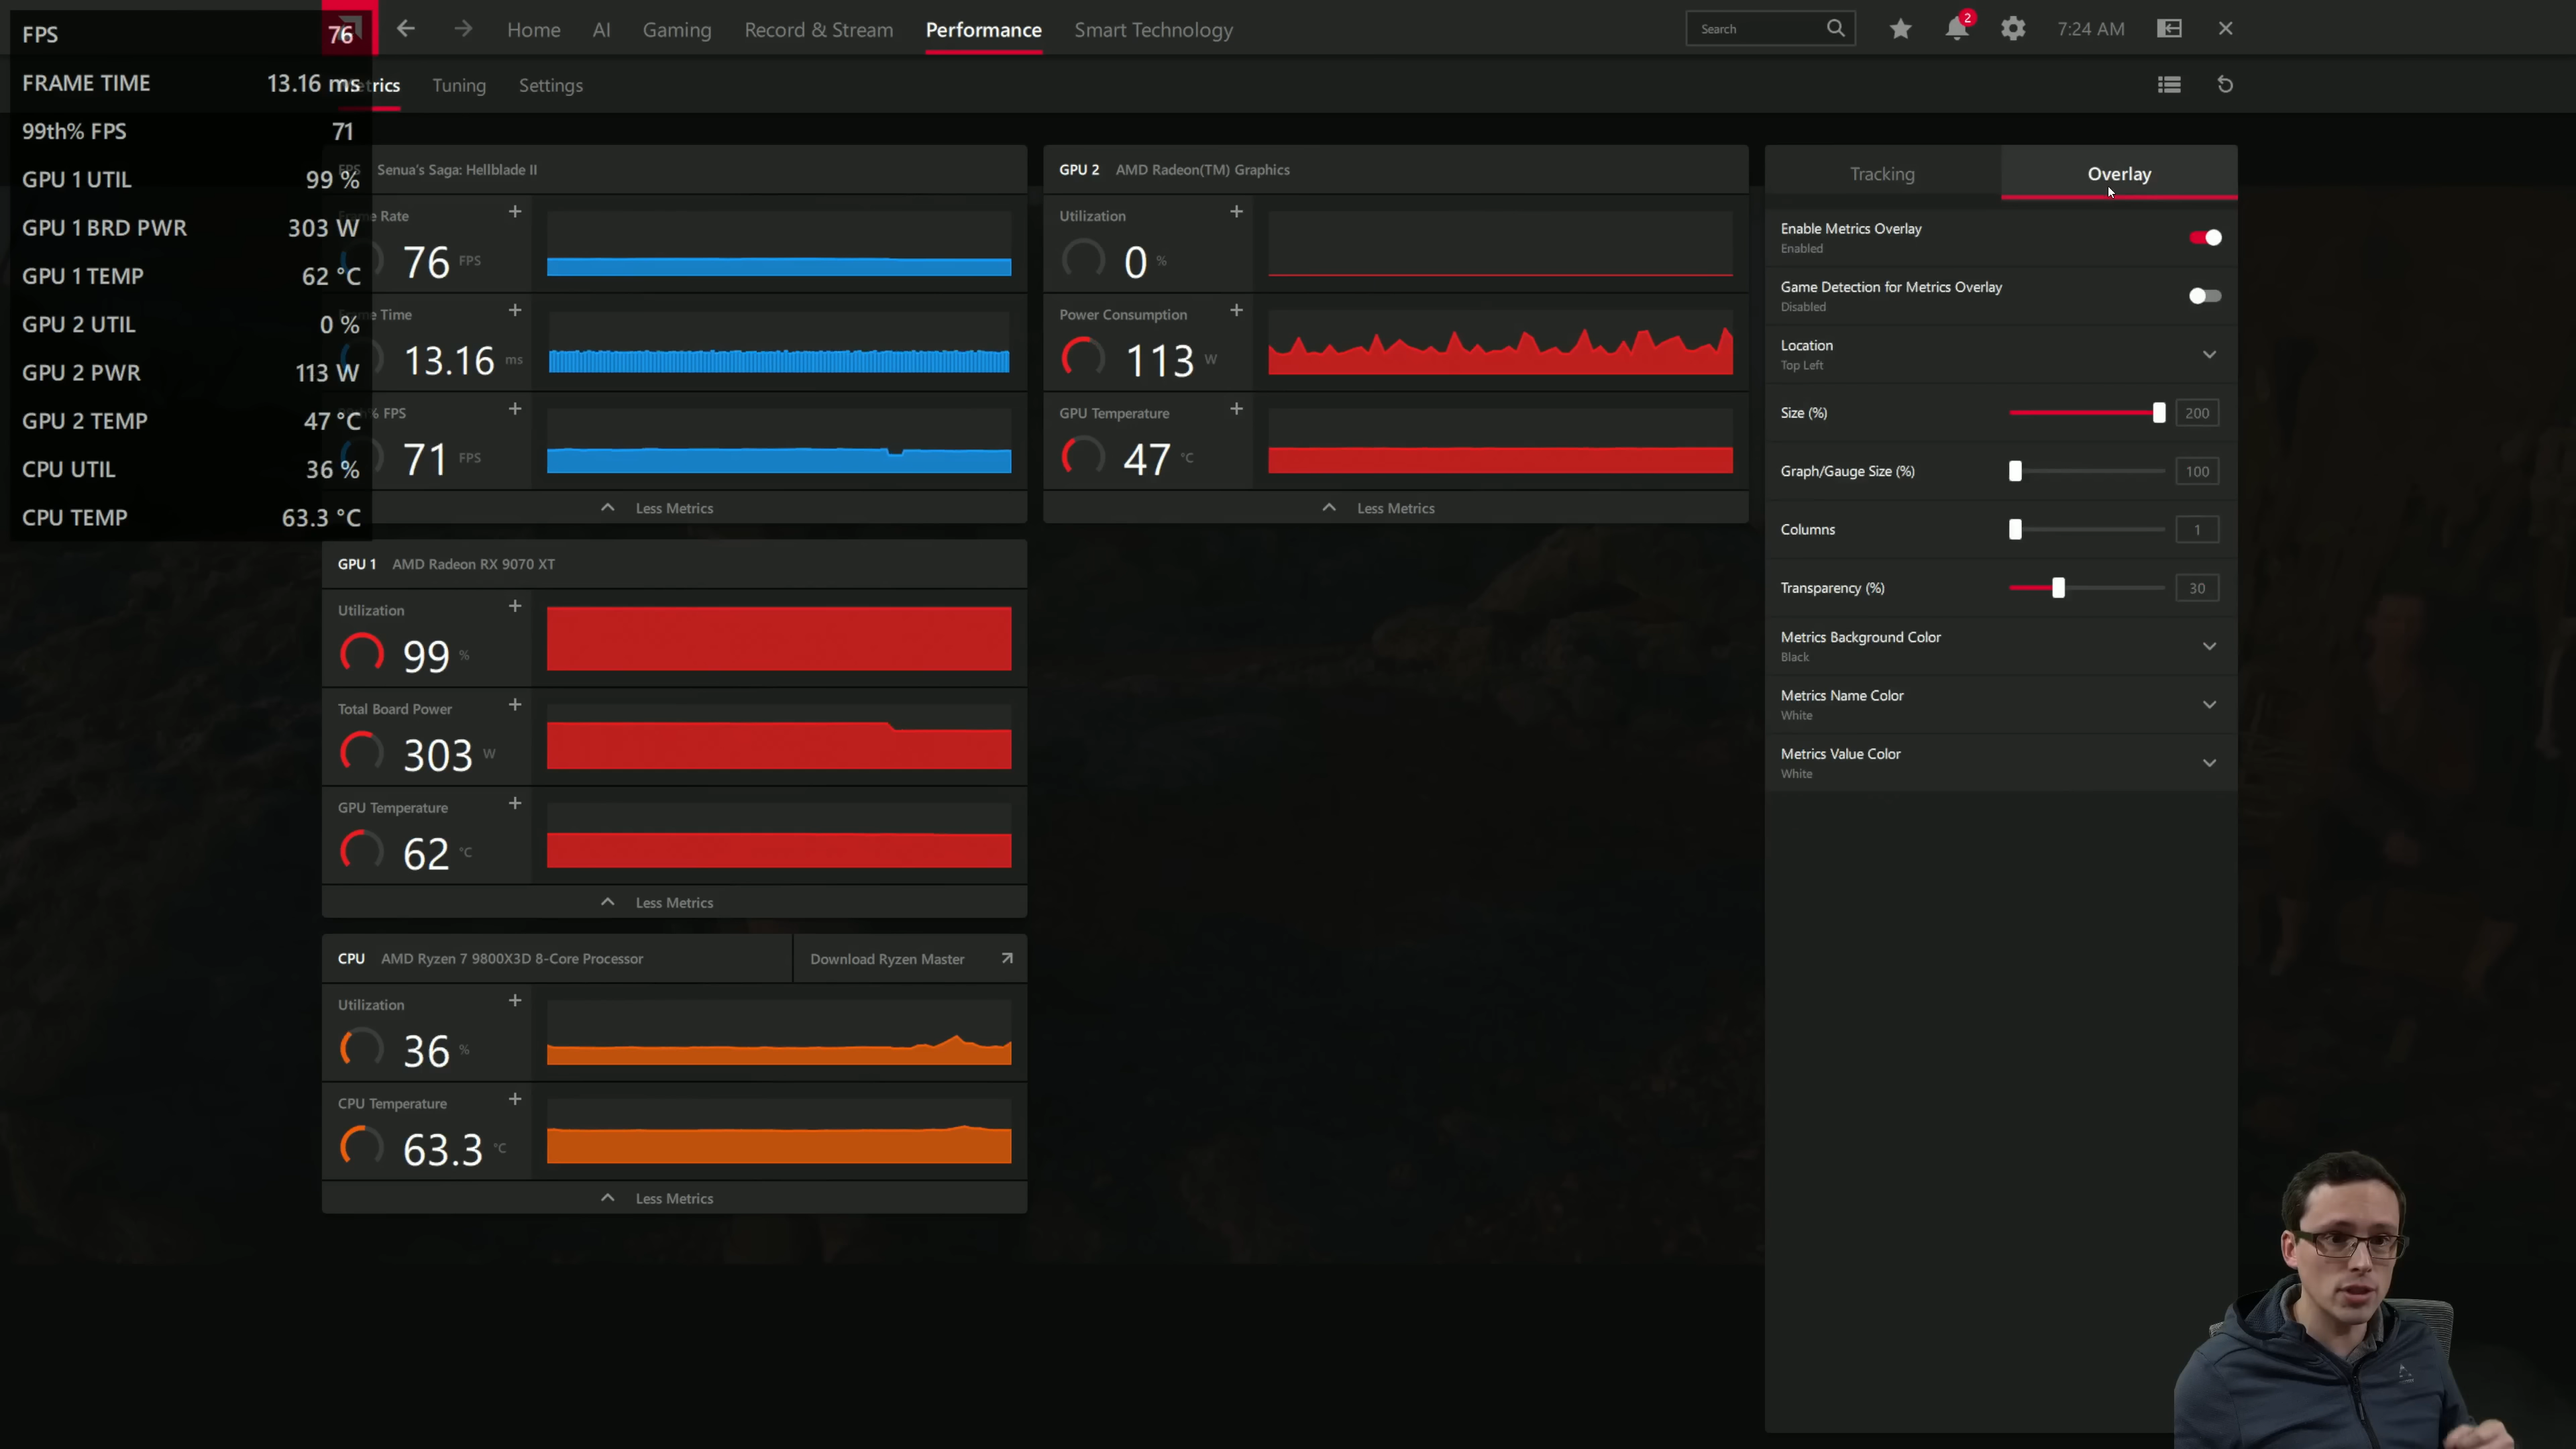 FPS 76
FRAME TIME 13.16 ms
99th% FPS 71
GPU 1 UTIL 99 %
GPU 1 BRD PWR 303 W
GPU 1 TEMP 62 °C
GPU 2 UTIL 0 %
GPU 2 PWR 113 W
GPU 2 TEMP 47 °C
CPU UTIL 36 %
CPU TEMP 63.3 °C
Home AI Gaming Record & Stream Performance Smart Technology
Search 2 7:24 AM
Tuning Settings
FPS Senua's Saga: Hellblade II
Rate
76 FPS
Time
13.16 ms
% FPS
71 FPS
Less Metrics
GPU 1 AMD Radeon RX 9070 XT
Utilization
99 %
Total Board Power
303 W
GPU Temperature
62 °C
Less Metrics
CPU AMD Ryzen 7 9800X3D 8-Core Processor Download Ryzen Master
Utilization
36 %
CPU Temperature
63.3 °C
Less Metrics
GPU 2 AMD Radeon(TM) Graphics
Utilization
0 %
Power Consumption
113 W
GPU Temperature
47 °C
Less Metrics
Tracking Overlay
Enable Metrics Overlay
Enabled
Game Detection for Metrics Overlay
Disabled
Location
Top Left
Size (%) 200
Graph/Gauge Size (%) 100
Columns 1
Transparency (%) 30
Metrics Background Color
Black
Metrics Name Color
White
Metrics Value Color
White